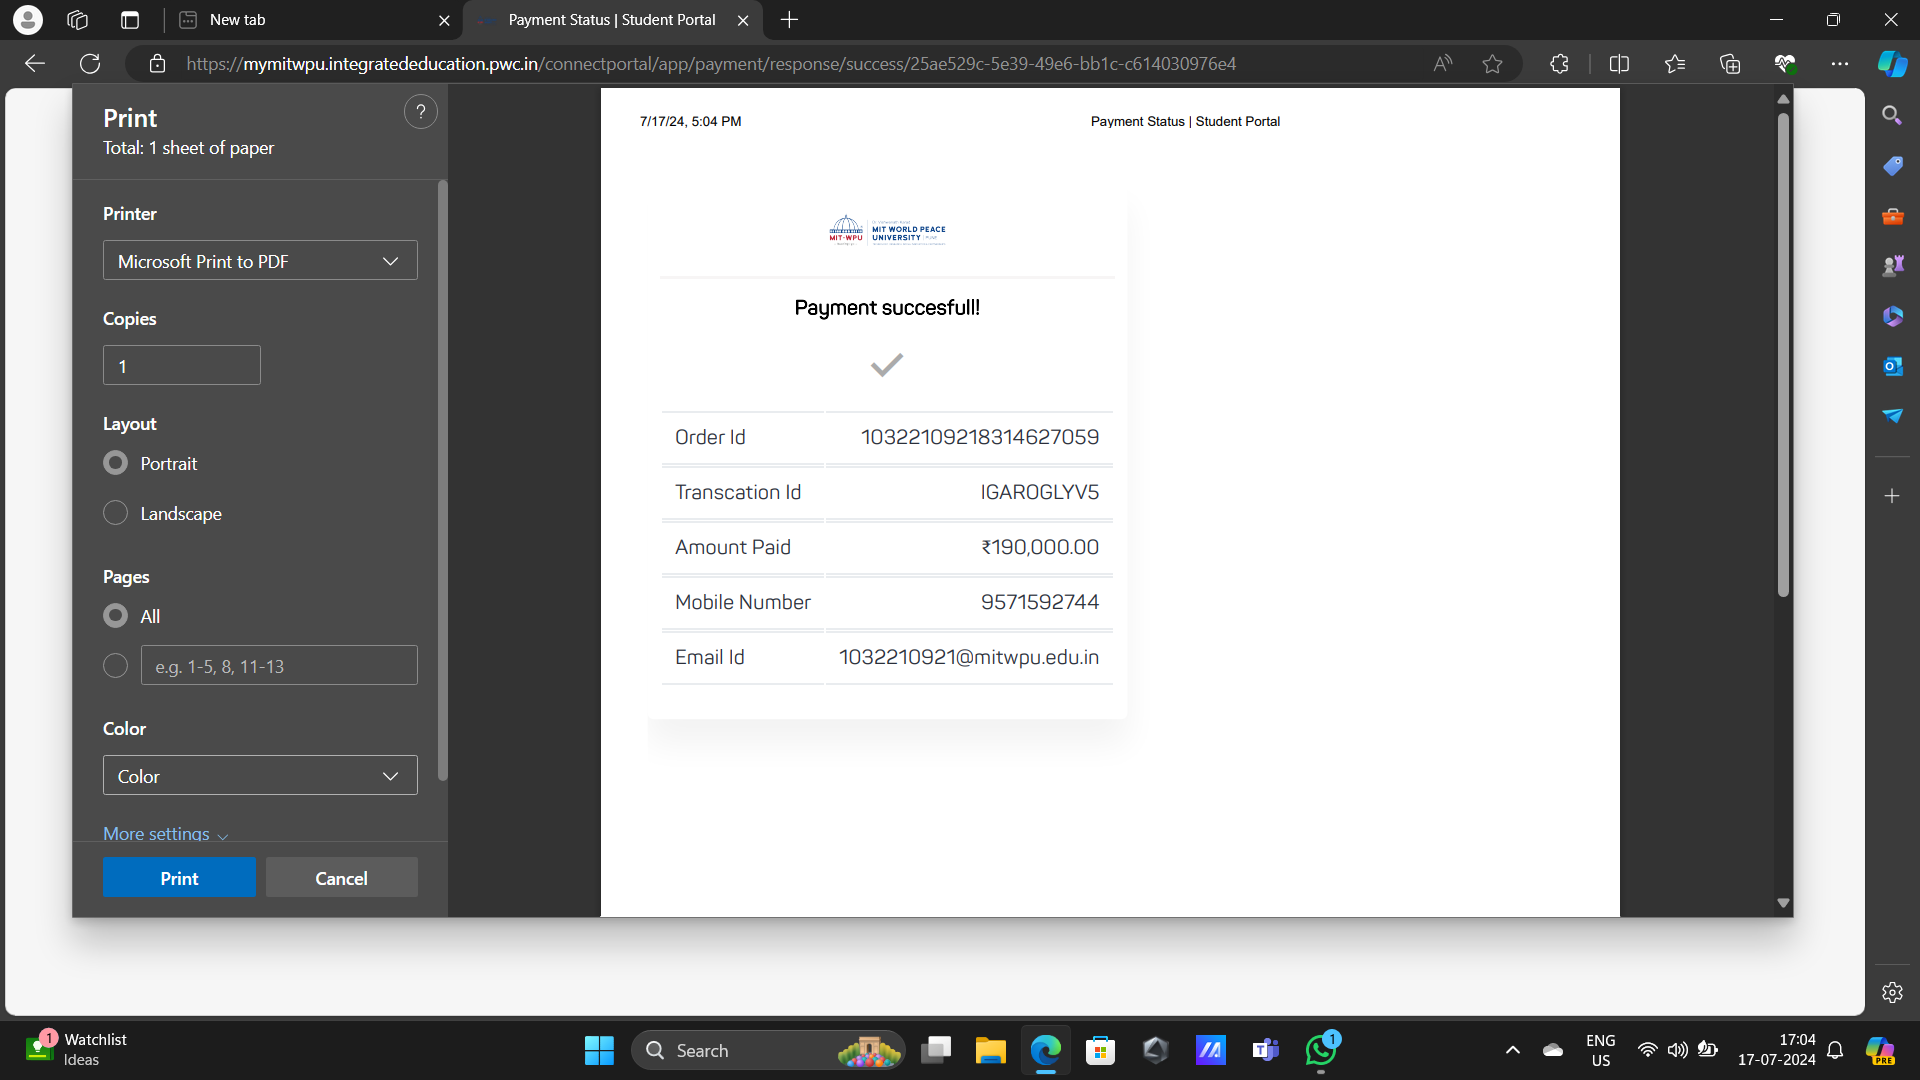 New tab
Payment Status | Student Portal
https://mymitwpu.integratededucation.pwc.in/connectportal/app/payment/response/success/25ae529c-5e39-49e6-bb1c-c614030976e4
Print
?
Total: 1 sheet of paper
Printer
Microsoft Print to PDF
Copies
1
Layout
Portrait
Landscape
Pages
All
e.g. 1-5, 8, 11-13
Color
Color
More settings
Print
Cancel
7/17/24, 5:04 PM
Payment Status | Student Portal
MIT-WPU
MIT WORLD PEACE
UNIVERSITY
Payment succesfull!
Order Id 10322109218314627059
Transcation Id IGAROGLYV5
Amount Paid ₹190,000.00
Mobile Number 9571592744
Email Id 1032210921@mitwpu.edu.in
1
Watchlist
Ideas
Search
1
ENG
US
17:04
17-07-2024
PRE